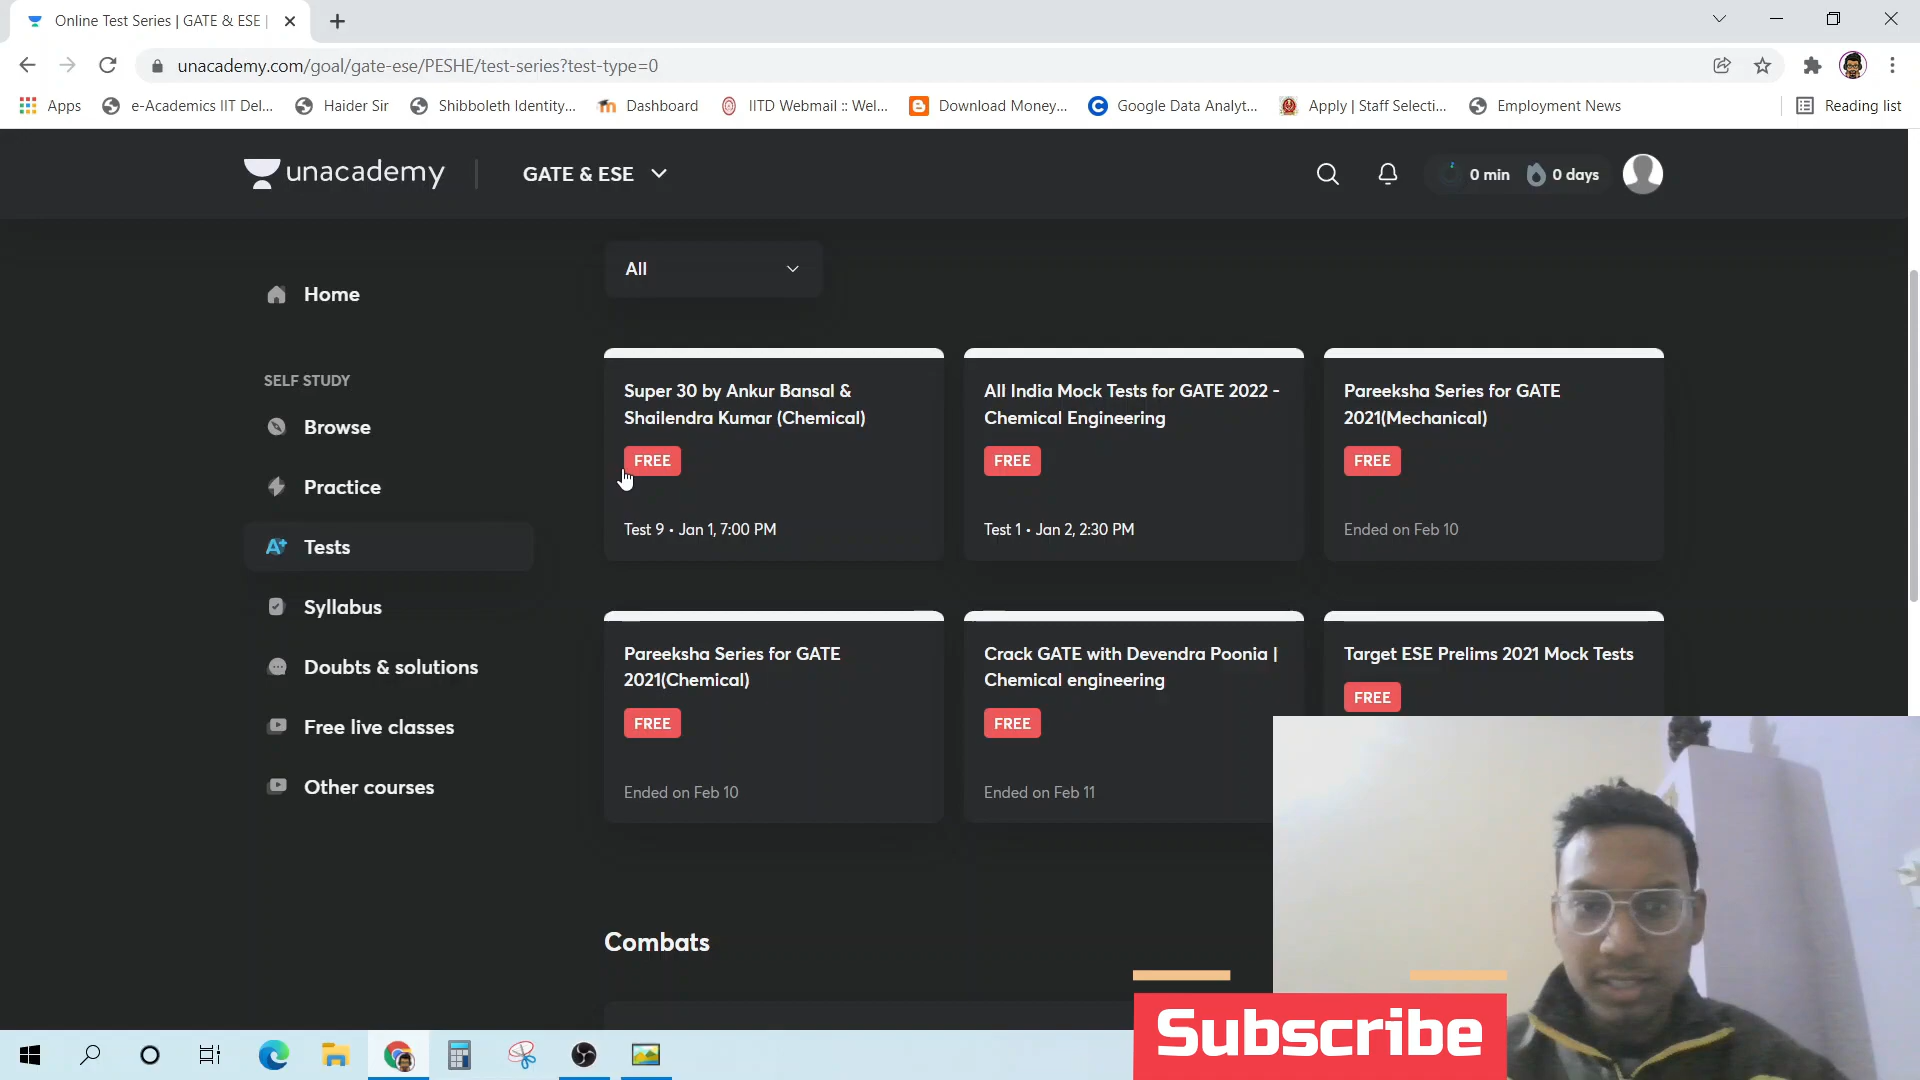 Online Test Series | GATE & ESE |
unacademy.com/goal/gate-ese/PESHE/test-series?test-type=0
Apps
e-Academics IIT Del...
Haider Sir
Shibboleth Identity...
Dashboard
IITD Webmail :: Wel...
Download Money...
Google Data Analyt...
Apply | Staff Selecti...
Employment News
Reading list
unacademy
GATE & ESE
0 min
0 days
All
Home
SELF STUDY
Browse
Practice
A+ Tests
Syllabus
Doubts & solutions
Free live classes
Other courses
Super 30 by Ankur Bansal &
Shailendra Kumar (Chemical)
FREE
Test 9 • Jan 1, 7:00 PM
All India Mock Tests for GATE 2022 -
Chemical Engineering
FREE
Test 1 • Jan 2, 2:30 PM
Pareeksha Series for GATE
2021(Mechanical)
FREE
Ended on Feb 10
Pareeksha Series for GATE
2021(Chemical)
FREE
Ended on Feb 10
Crack GATE with Devendra Poonia |
Chemical engineering
FREE
Ended on Feb 11
Target ESE Prelims 2021 Mock Tests
FREE
Combats
Subscribe